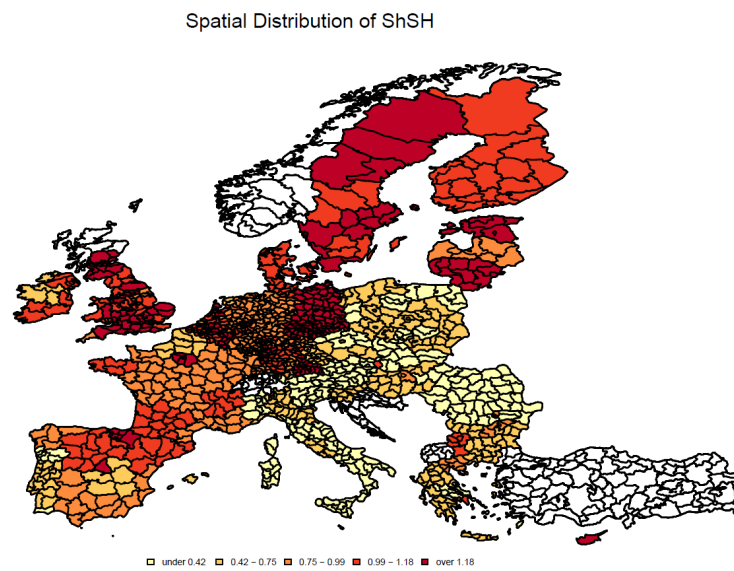 Spatial Distribution of ShSH
under 0.42 0.42 − 0.75 0.75 − 0.99 0.99 − 1.18 over 1.18